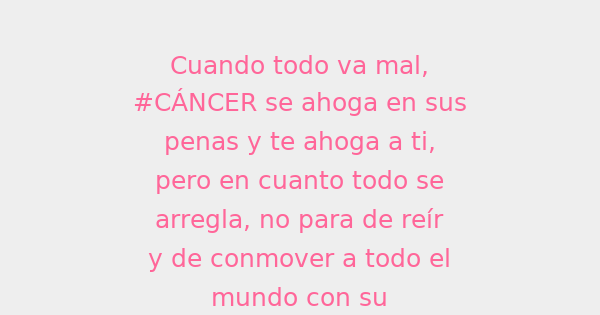 Cuando todo va mal,
#CÁNCER se ahoga en sus
penas y te ahoga a ti,
pero en cuanto todo se
arregla, no para de reír
y de conmover a todo el
mundo con su